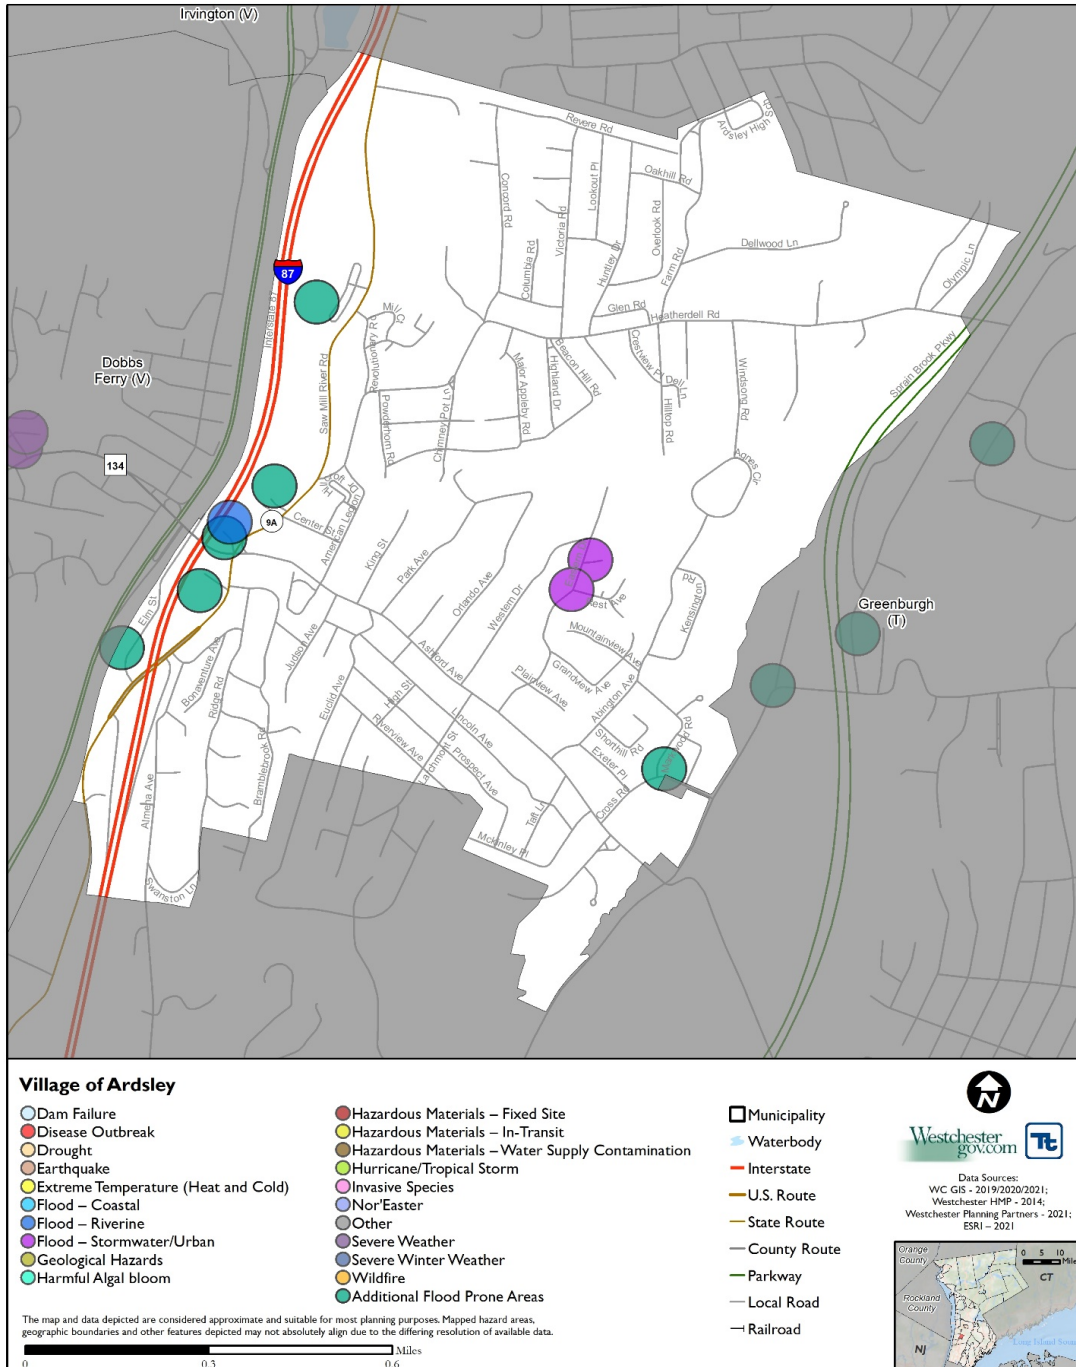 Irvington (V)
Revere Rd
Ardsley High Sch
Lookout Pl
Oakhill Rd
Concord Rd
Victoria Rd
Columbia Rd
Huntley Dr
Overlook Rd
Farm Rd
Dellwood Ln
Olympic Ln
87
Interstate 87
Mill Ct
Glen Rd
Heatherdell Rd
Sprain Brook Pkwy
Revolutionary Rd
Saw Mill River Rd
Dobbs
Ferry (V)
Major Appleby Rd
Highland Dr
Beacon Hill Rd
Crestview Pl
Dell Ln
Hilltop Rd
Windsong Rd
Powderhorn Rd
Chimney Pot Ln
134
Agnes Cir
Center St
9A
American Legion
King St
Park Ave
Orlando Ave
Western Dr
Rd
Kensington
Greenburgh
(T)
Elm St
Mountainview Ave
Grandview Ave
Plainview Ave
Abington Ave
Bonaventure Ave
Ridge Rd
Judson Ave
Euclid Ave
Ashford Ave
High St
Riverview Ave
Lincoln Ave
Larchmont St
Prospect Ave
Shorthill Rd
Exeter Pl
Cross Rd
Bramblebrook Rd
Almena Ave
Taft Ln
Mckinley Pl
Swanston Ln
Village of Ardsley
Dam Failure
Disease Outbreak
Drought
Earthquake
Extreme Temperature (Heat and Cold)
Flood – Coastal
Flood – Riverine
Flood – Stormwater/Urban
Geological Hazards
Harmful Algal bloom
Hazardous Materials – Fixed Site
Hazardous Materials – In-Transit
Hazardous Materials – Water Supply Contamination
Hurricane/Tropical Storm
Invasive Species
Nor'Easter
Other
Severe Weather
Severe Winter Weather
Wildfire
Additional Flood Prone Areas
Municipality
Waterbody
Interstate
U.S. Route
State Route
County Route
Parkway
Local Road
Railroad
N
Westchester
gov.com
Tt
Data Sources:
WC GIS - 2019/2020/2021;
Westchester HMP - 2014;
Westchester Planning Partners - 2021;
ESRI – 2021
The map and data depicted are considered approximate and suitable for most planning purposes. Mapped hazard areas,
geographic boundaries and other features depicted may not absolutely align due to the differing resolution of available data.
Miles
0 0.3 0.6
Orange
County
0 5 10
Mile
CT
Rockland
County
NJ
Long Island Soun